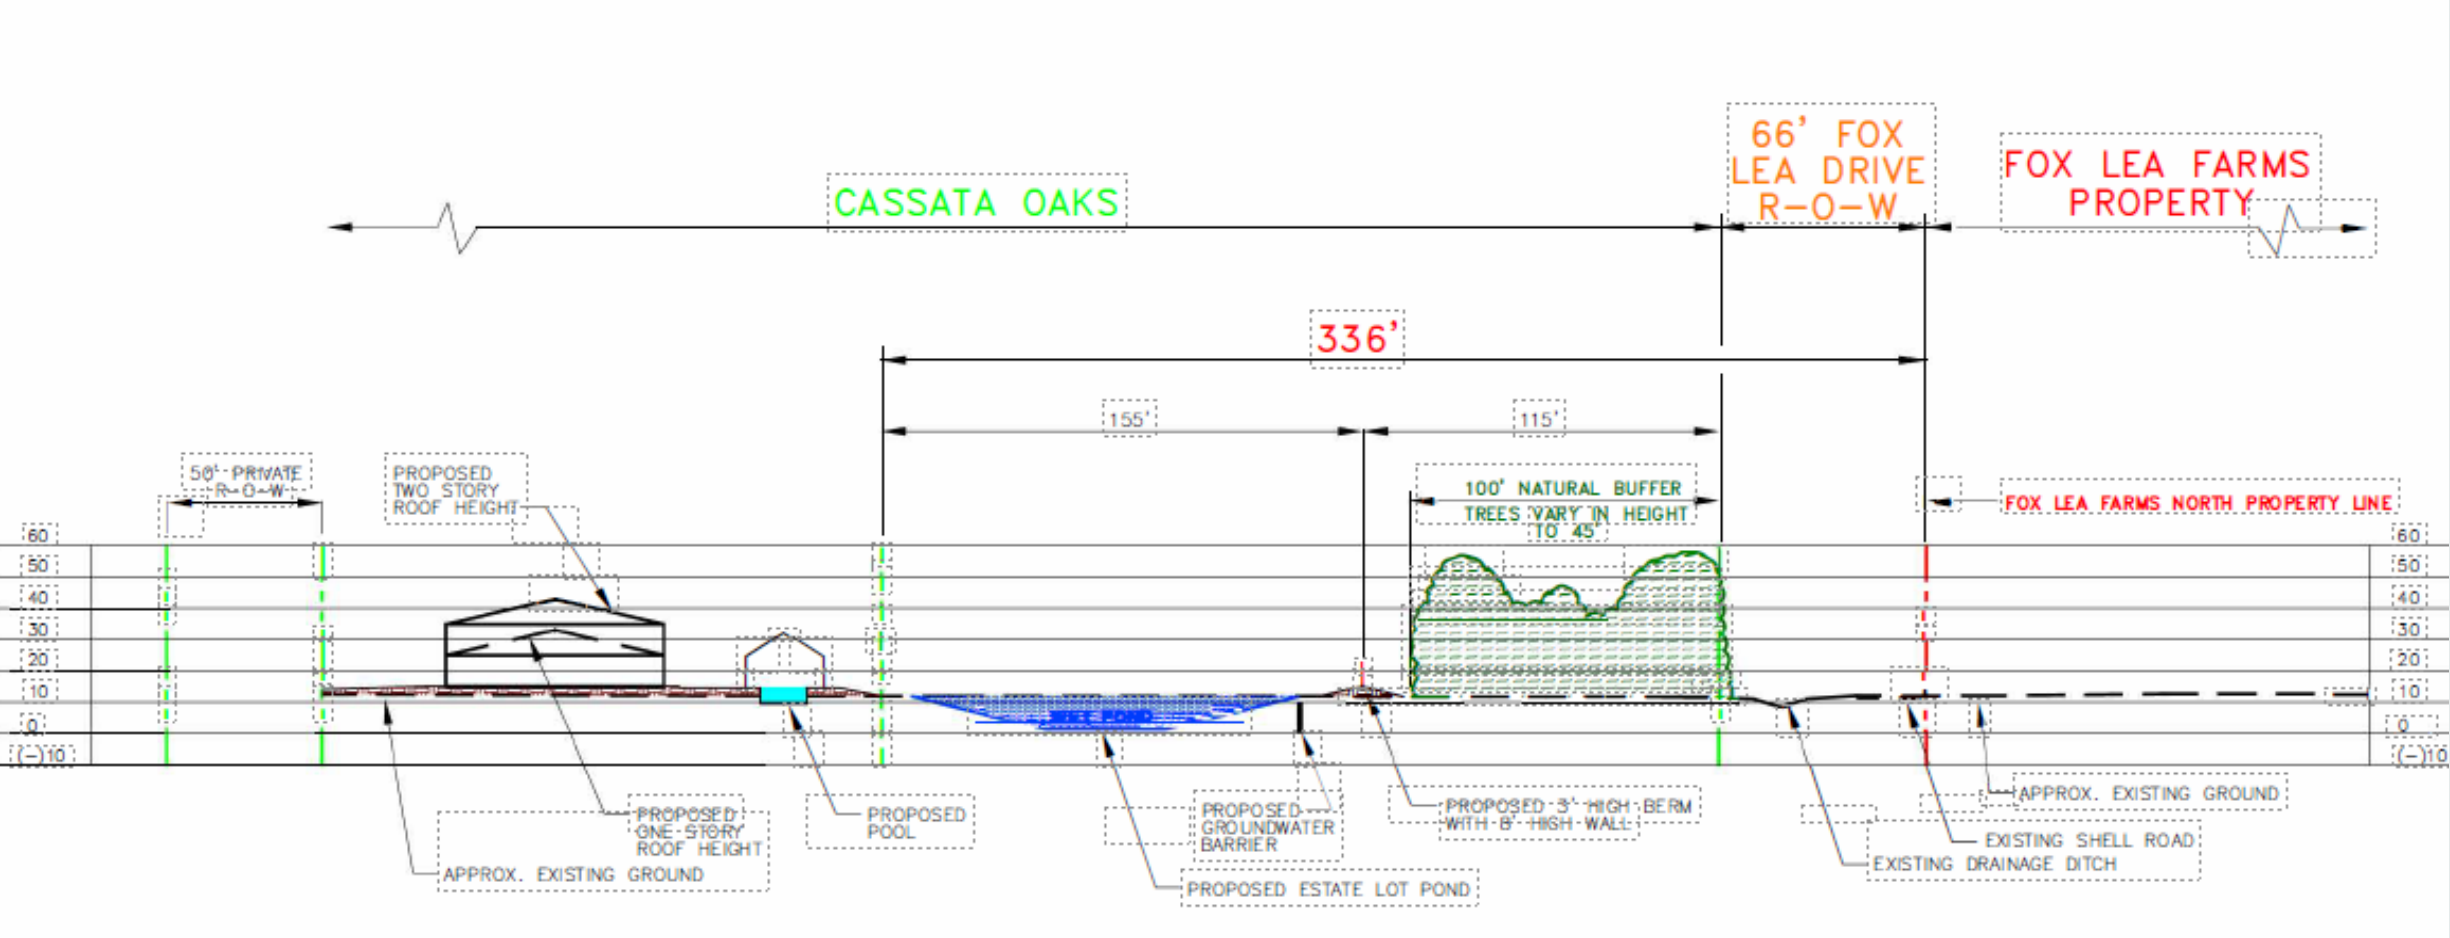 66' FOX
LEA DRIVE
R-O-W
FOX LEA FARMS
PROPERTY
CASSATA OAKS
336'
155'
115'
50' PRIVATE
R-O-W
PROPOSED
TWO STORY
ROOF HEIGHT
100' NATURAL BUFFER
TREES VARY IN HEIGHT
TO 45'
FOX LEA FARMS NORTH PROPERTY LINE
60
50
40
30
20
10
0
(-)10
60
50
40
30
20
10
0
(-)10
PROPOSED
ONE STORY
ROOF HEIGHT
APPROX. EXISTING GROUND
PROPOSED
POOL
PROPOSED
GROUNDWATER
BARRIER
PROPOSED ESTATE LOT POND
PROPOSED 3' HIGH BERM
WITH 8' HIGH WALL
APPROX. EXISTING GROUND
EXISTING SHELL ROAD
EXISTING DRAINAGE DITCH
POND